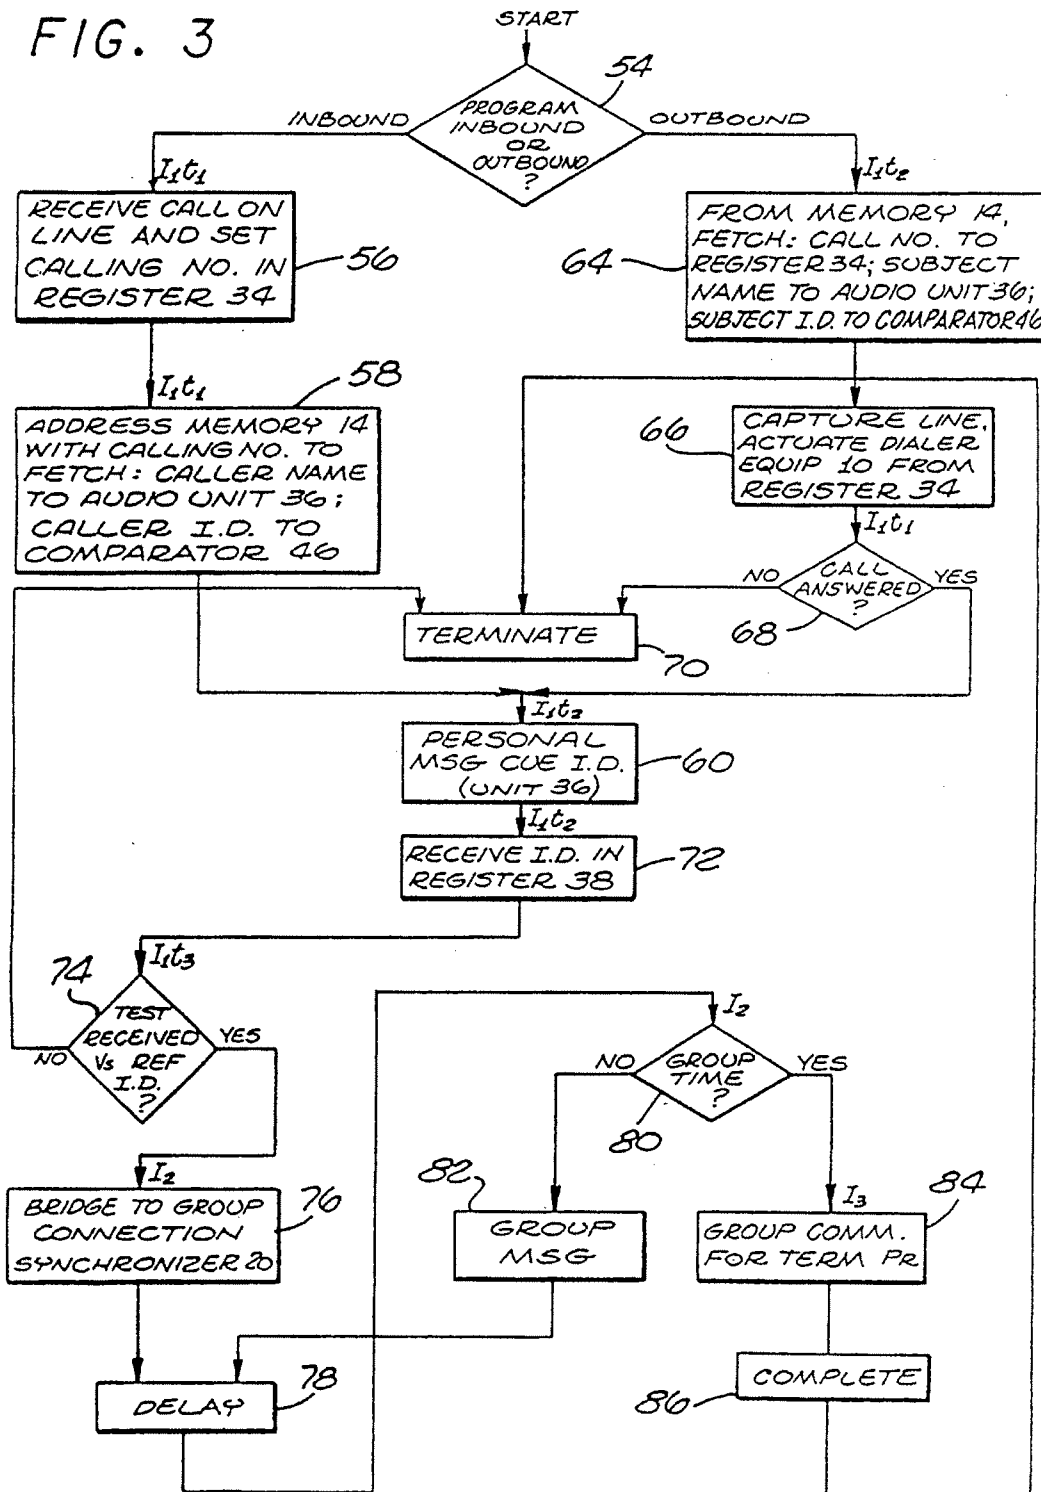 FIG. 3
START
54
PROGRAM
INBOUND
OR
OUTBOUND
?
INBOUND
OUTBOUND
I₁t₁
I₁t₂
RECEIVE CALL ON
LINE AND SET
CALLING NO. IN
REGISTER 34
56
64
FROM MEMORY 14,
FETCH: CALL NO. TO
REGISTER 34; SUBJECT
NAME TO AUDIO UNIT 36;
SUBJECT I.D. TO COMPARATOR 46
I₁t₁
58
ADDRESS MEMORY 14
WITH CALLING NO. TO
FETCH: CALLER NAME
TO AUDIO UNIT 36;
CALLER I.D. TO
COMPARATOR 46
66
CAPTURE LINE,
ACTUATE DIALER
EQUIP 10 FROM
REGISTER 34
I₁t₁
NO
CALL
ANSWERED
?
YES
68
TERMINATE
70
I₁t₂
PERSONAL
MSG CUE I.D.
(UNIT 36)
60
I₁t₂
RECEIVE I.D. IN
REGISTER 38
72
I₁t₃
74
TEST
RECEIVED
Vs REF
I.D.
?
NO
YES
I₂
GROUP
TIME
?
NO
YES
80
I₂
BRIDGE TO GROUP
CONNECTION
SYNCHRONIZER 20
76
82
GROUP
MSG
I₃
84
GROUP COMM.
FOR TERM PR
DELAY
78
COMPLETE
86